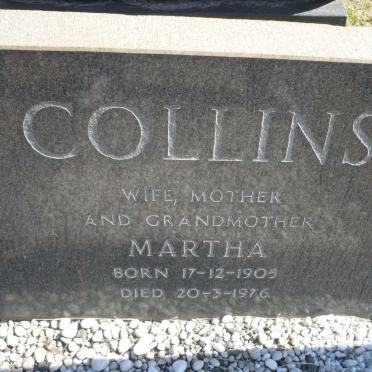 COLLINS
WIFE, MOTHER
AND GRANDMOTHER
MARTHA
BORN 17-12-1905
DIED 20-3-1976